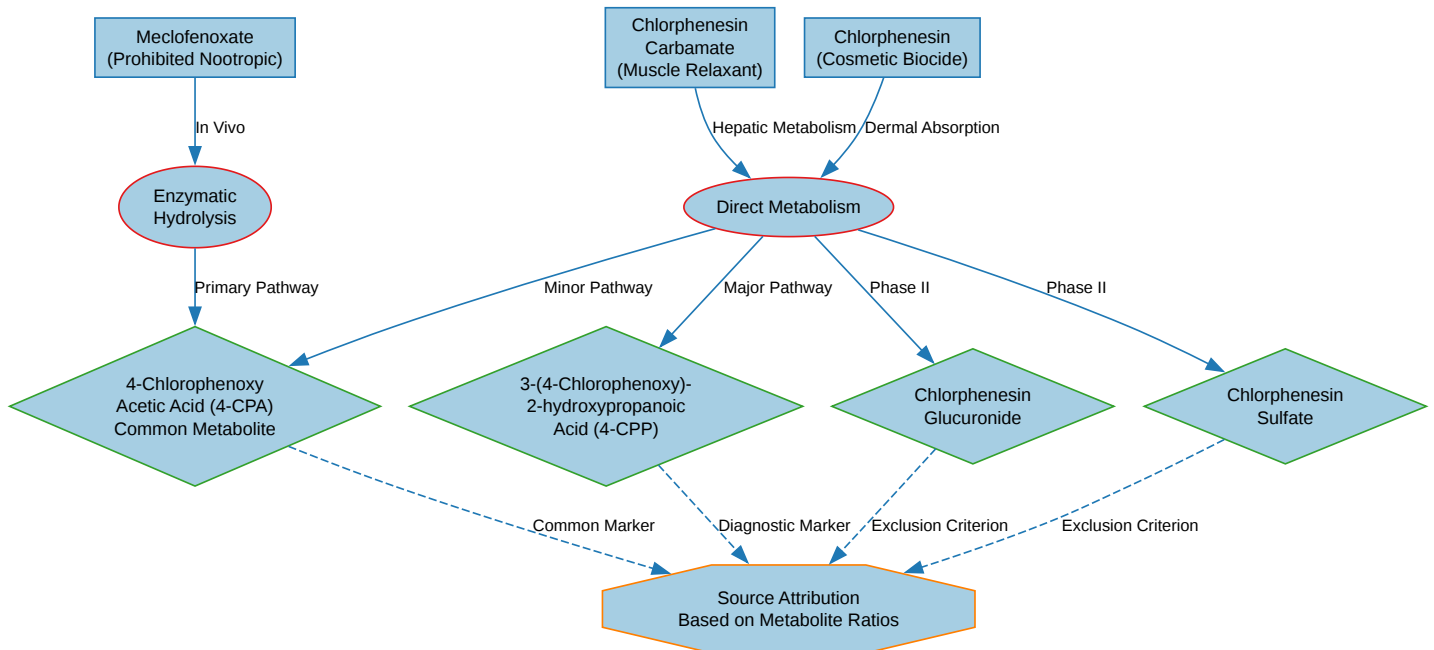 Meclofenoxate
(Prohibited Nootropic)
Chlorphenesin
Carbamate
(Muscle Relaxant)
Chlorphenesin
(Cosmetic Biocide)
In Vivo
Hepatic Metabolism
Dermal Absorption
Enzymatic
Hydrolysis
Direct Metabolism
Primary Pathway
Minor Pathway
Major Pathway
Phase II
Phase II
4-Chlorophenoxy
Acetic Acid (4-CPA)
Common Metabolite
3-(4-Chlorophenoxy)-
2-hydroxypropanoic
Acid (4-CPP)
Chlorphenesin
Glucuronide
Chlorphenesin
Sulfate
Common Marker
Diagnostic Marker
Exclusion Criterion
Exclusion Criterion
Source Attribution
Based on Metabolite Ratios